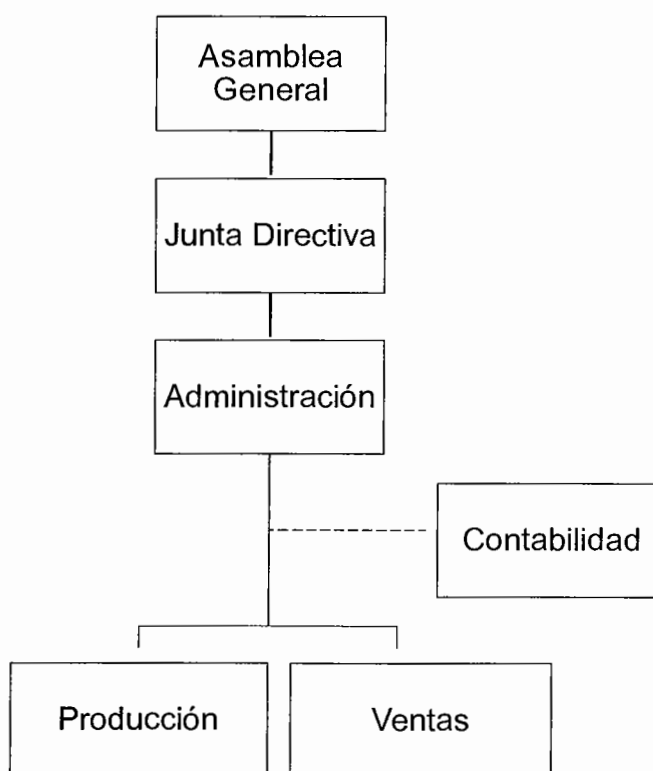 Asamblea
General
Junta Directiva
Administración
Contabilidad
Producción
Ventas